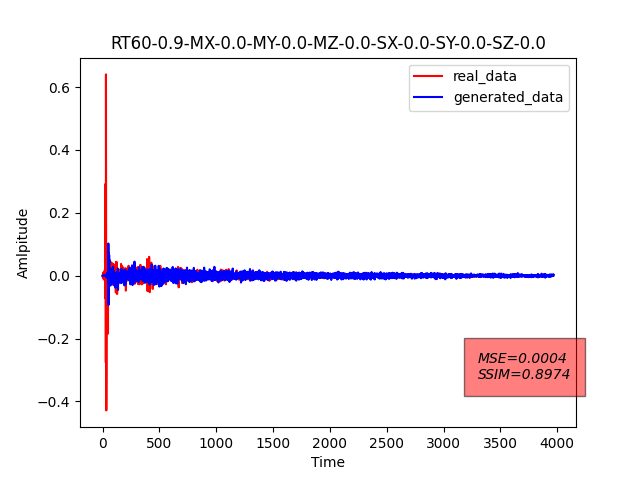 RT60-0.9-MX-0.0-MY-0.0-MZ-0.0-SX-0.0-SY-0.0-SZ-0.0
real_data
generated_data
0.6
0.4
0.2
0.0
−0.2
−0.4
Amlpitude
MSE=0.0004
SSIM=0.8974
0 500 1000 1500 2000 2500 3000 3500 4000
Time